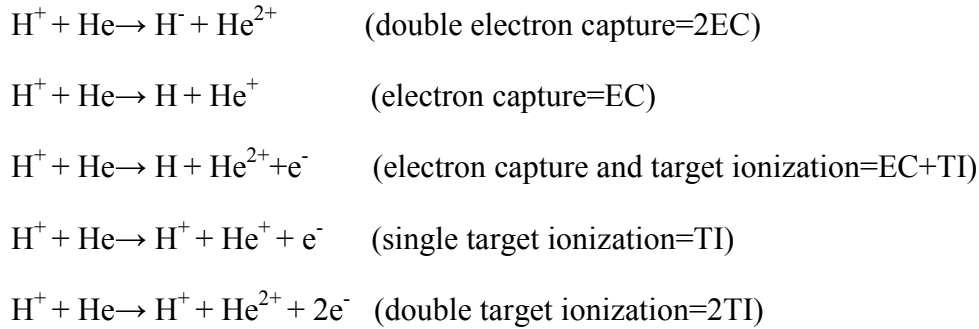 H⁺ + He→ H⁻ + He²⁺ (double electron capture=2EC)
H⁺ + He→ H + He⁺ (electron capture=EC)
H⁺ + He→ H + He²⁺+e⁻ (electron capture and target ionization=EC+TI)
H⁺ + He→ H⁺ + He⁺ + e⁻ (single target ionization=TI)
H⁺ + He→ H⁺ + He²⁺ + 2e⁻ (double target ionization=2TI)